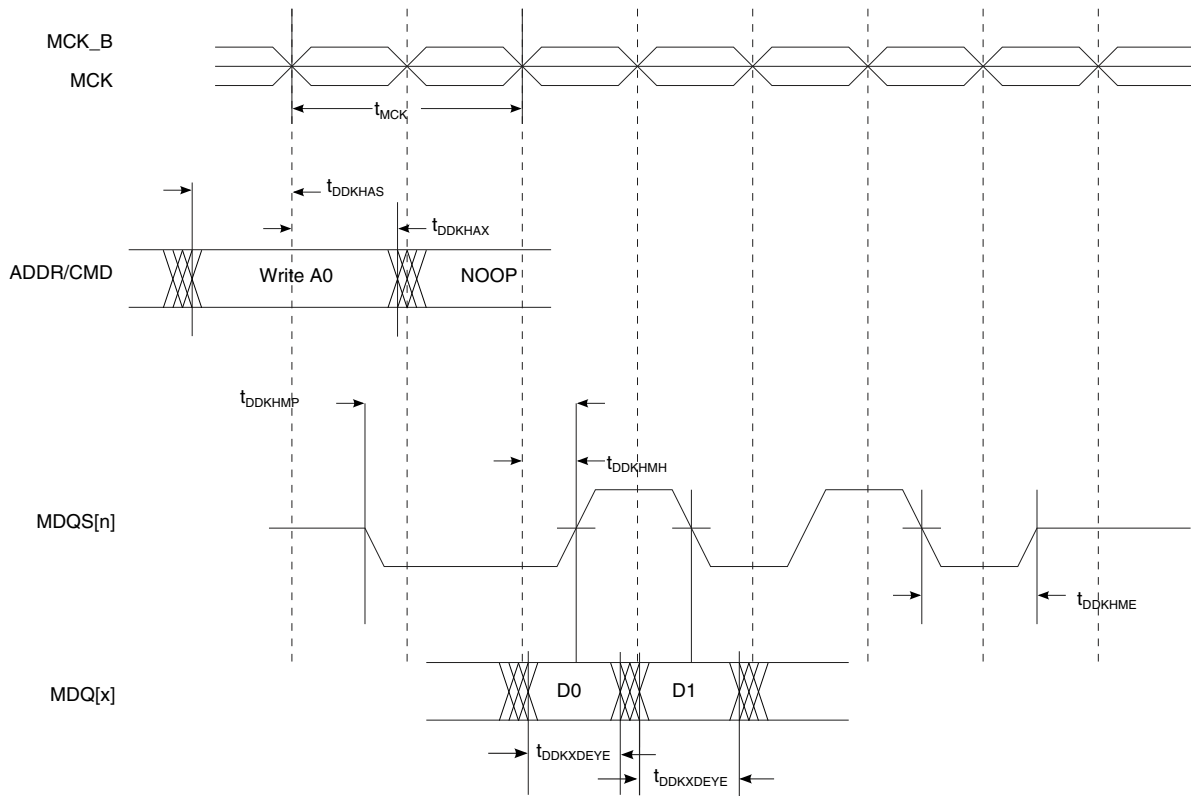 MCK_B
MCK
tMCK
tDDKHAS
tDDKHAX
ADDR/CMD
Write A0
NOOP
tDDKHMP
tDDKHMH
MDQS[n]
tDDKHME
MDQ[x]
D0
D1
tDDKXDEYE
tDDKXDEYE